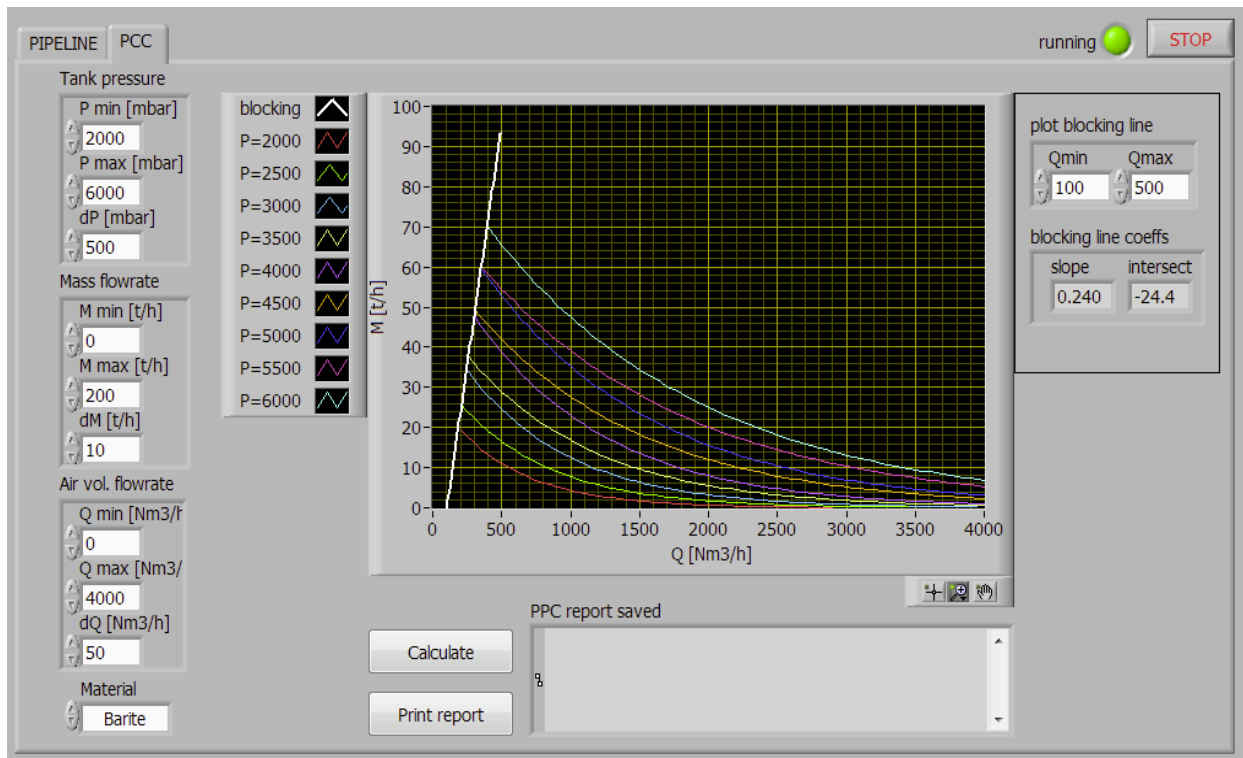 PIPELINE PCC
running
STOP
Tank pressure
P min [mbar]
2000
P max [mbar]
6000
dP [mbar]
500
Mass flowrate
M min [t/h]
0
M max [t/h]
200
dM [t/h]
10
Air vol. flowrate
Q min [Nm3/h
0
Q max [Nm3/
4000
dQ [Nm3/h]
50
Material
Barite
blocking
P=2000
P=2500
P=3000
P=3500
P=4000
P=4500
P=5000
P=5500
P=6000
M [t/h]
100
90
80
70
60
50
40
30
20
10
0
0 500 1000 1500 2000 2500 3000 3500 4000
Q [Nm3/h]
plot blocking line
Qmin Qmax
100 500
blocking line coeffs
slope intersect
0.240 -24.4
Calculate
Print report
PPC report saved